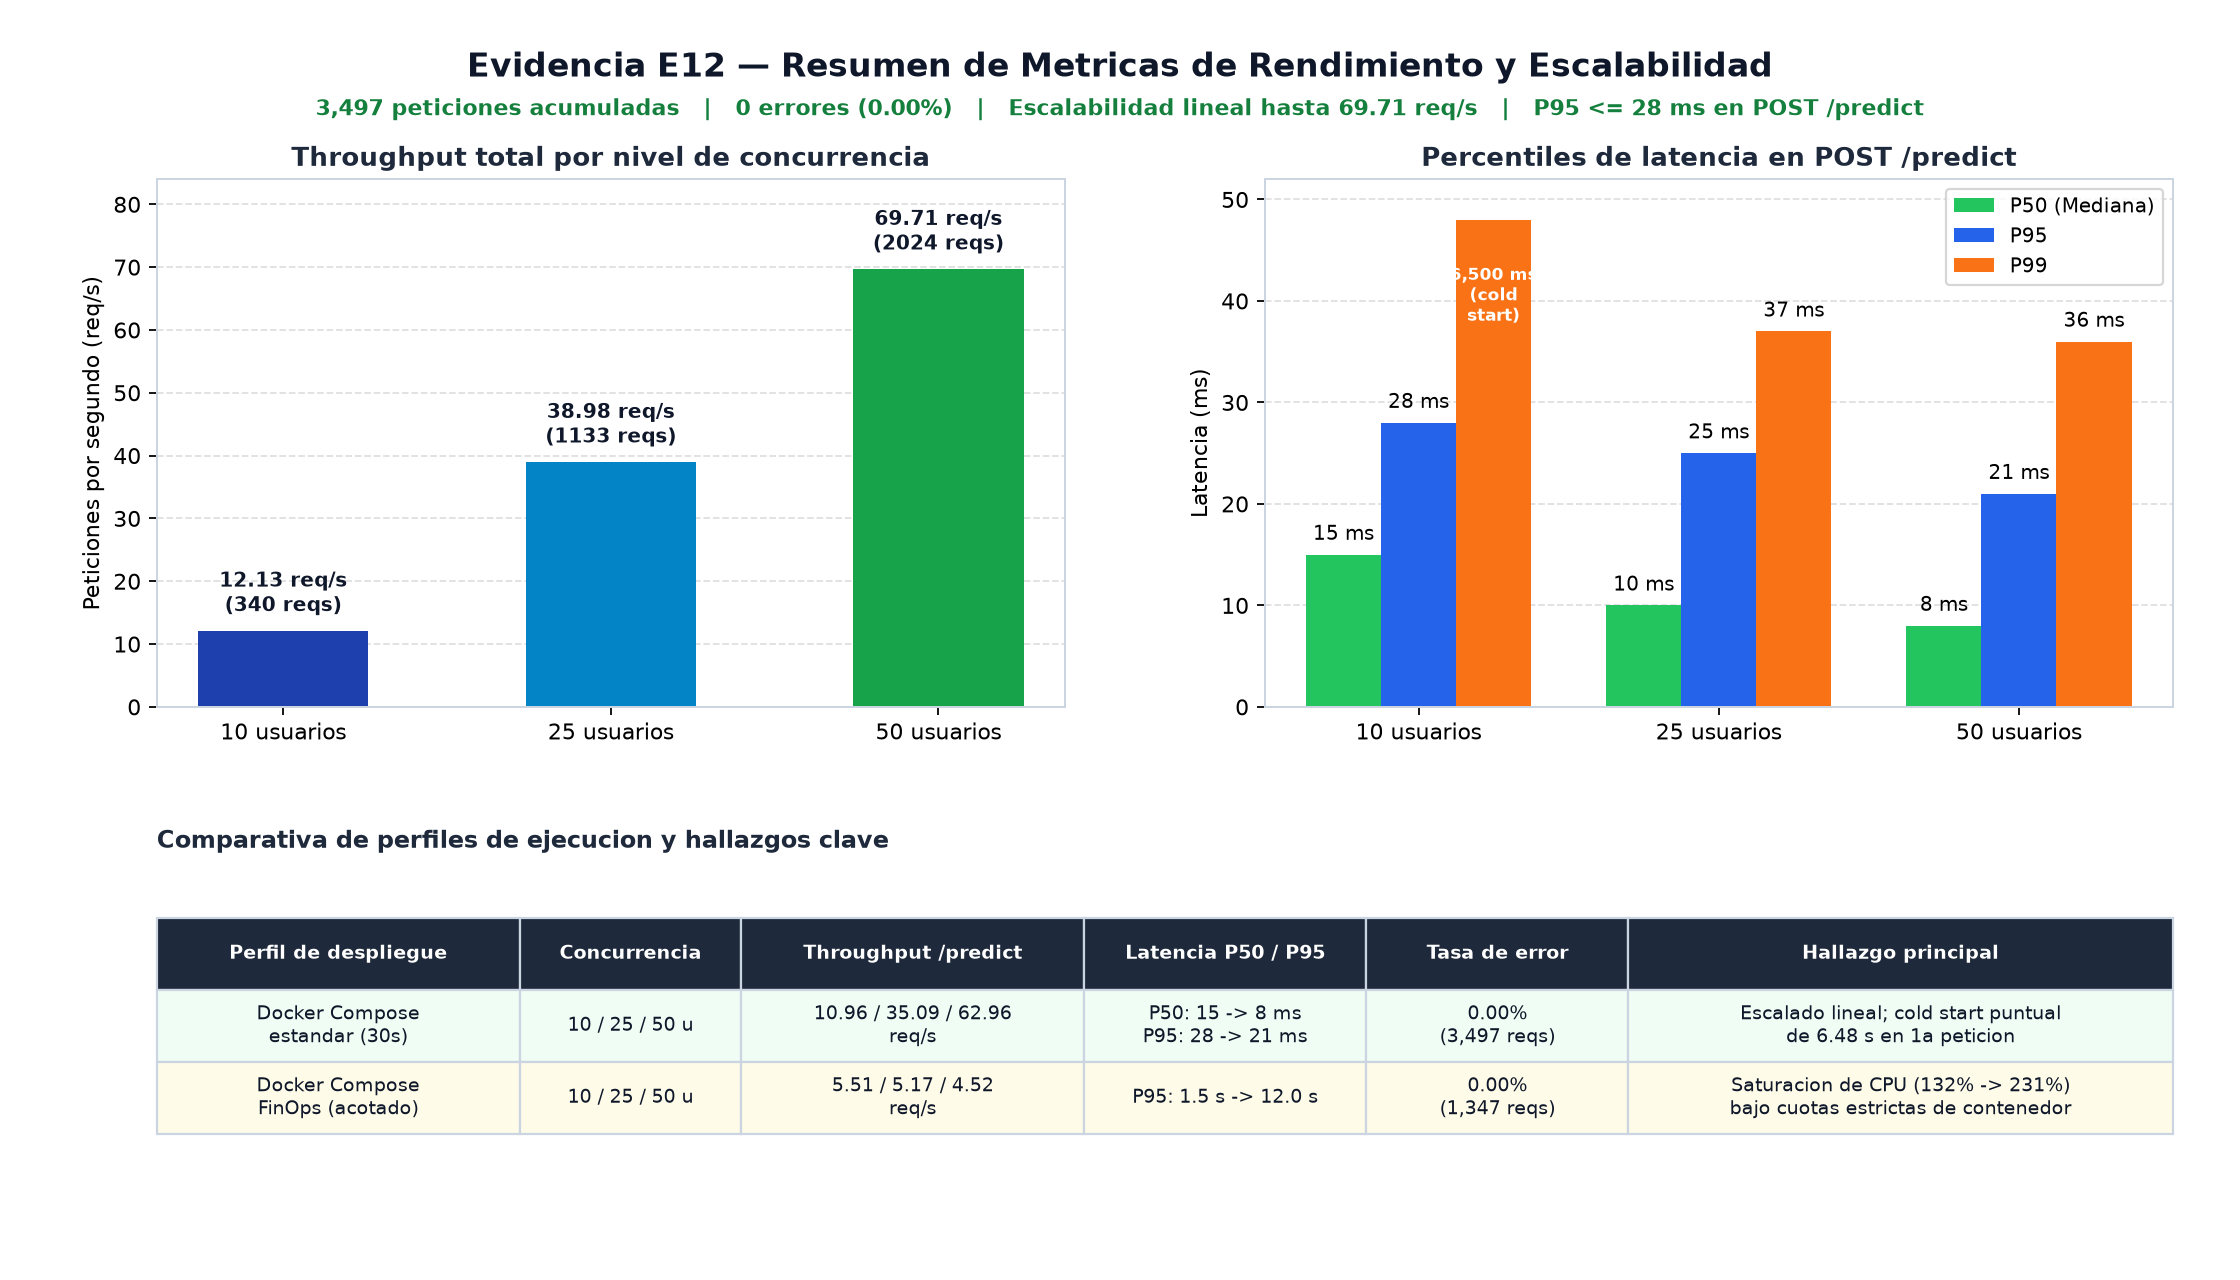 Evidencia E12 — Resumen de Metricas de Rendimiento y Escalabilidad
3,497 peticiones acumuladas | 0 errores (0.00%) | Escalabilidad lineal hasta 69.71 req/s | P95 <= 28 ms en POST /predict
Throughput total por nivel de concurrencia
Peticiones por segundo (req/s)
80
70
60
50
40
30
20
10
0
12.13 req/s
(340 reqs)
38.98 req/s
(1133 reqs)
69.71 req/s
(2024 reqs)
10 usuarios
25 usuarios
50 usuarios
Percentiles de latencia en POST /predict
Latencia (ms)
50
40
30
20
10
0
P50 (Mediana)
P95
P99
15 ms
28 ms
6,500 ms
(cold
start)
10 ms
25 ms
37 ms
8 ms
21 ms
36 ms
10 usuarios
25 usuarios
50 usuarios
Comparativa de perfiles de ejecucion y hallazgos clave
Perfil de despliegue
Concurrencia
Throughput /predict
Latencia P50 / P95
Tasa de error
Hallazgo principal
Docker Compose
estandar (30s)
10 / 25 / 50 u
10.96 / 35.09 / 62.96
req/s
P50: 15 -> 8 ms
P95: 28 -> 21 ms
0.00%
(3,497 reqs)
Escalado lineal; cold start puntual
de 6.48 s en 1a peticion
Docker Compose
FinOps (acotado)
10 / 25 / 50 u
5.51 / 5.17 / 4.52
req/s
P95: 1.5 s -> 12.0 s
0.00%
(1,347 reqs)
Saturacion de CPU (132% -> 231%)
bajo cuotas estrictas de contenedor